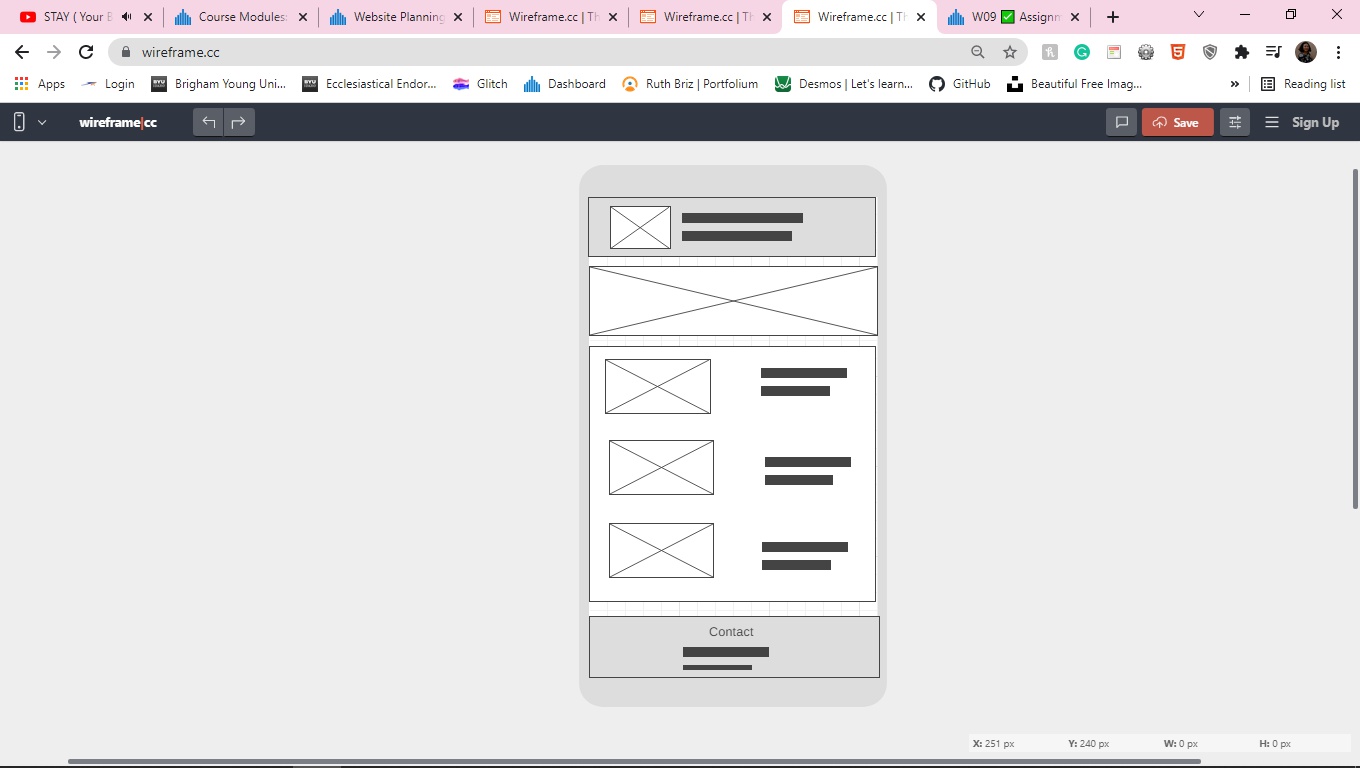 STAY ( Your B
Course Modules:
Website Planning
Wireframe.cc | Th
Wireframe.cc | Th
Wireframe.cc | Th
W09 ✅ Assignm
wireframe.cc
Apps
Login
Brigham Young Uni...
Ecclesiastical Endor...
Glitch
Dashboard
Ruth Briz | Portfolium
Desmos | Let's learn...
GitHub
Beautiful Free Imag...
»
Reading list
wireframe|cc
Save
Sign Up
Contact
X: 251 px Y: 240 px W: 0 px H: 0 px